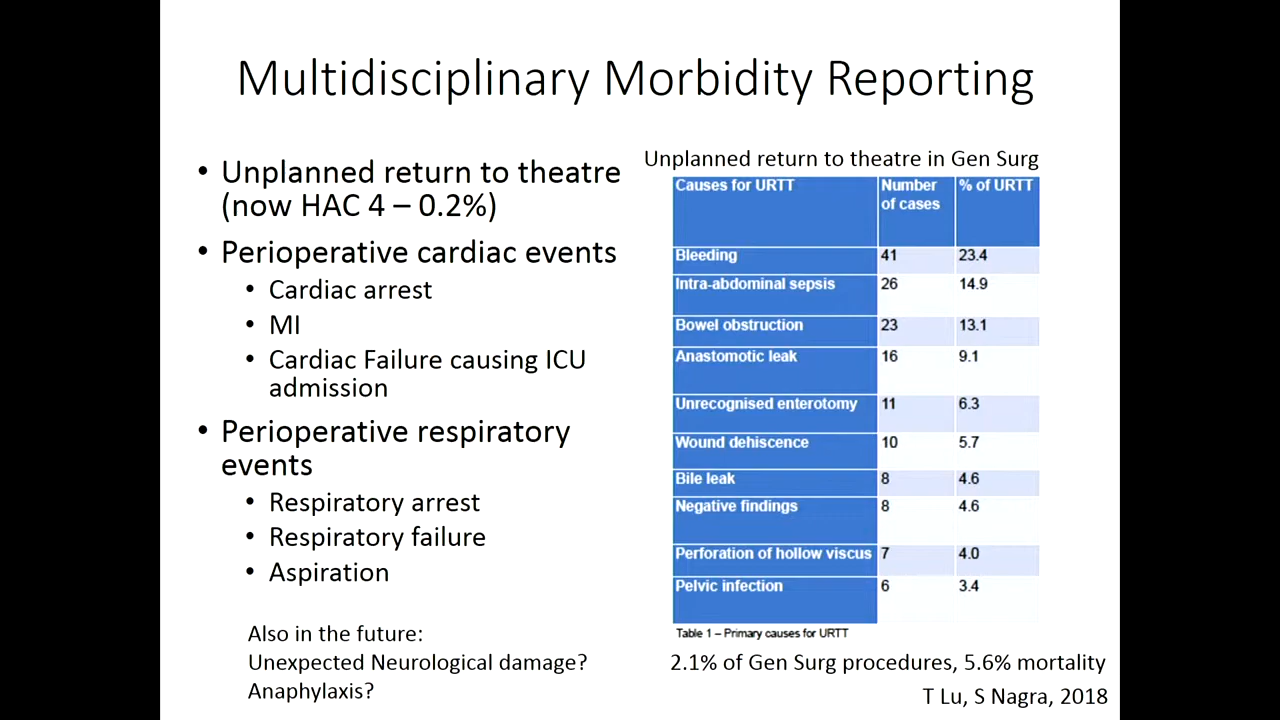 Multidisciplinary Morbidity Reporting
• Unplanned return to theatre
(now HAC 4 – 0.2%)
• Perioperative cardiac events
• Cardiac arrest
• MI
• Cardiac Failure causing ICU
admission
• Perioperative respiratory
events
• Respiratory arrest
• Respiratory failure
• Aspiration
Also in the future:
Unexpected Neurological damage?
Anaphylaxis?
Unplanned return to theatre in Gen Surg
Causes for URTT Number % of URTT
of cases
Bleeding 41 23.4
Intra-abdominal sepsis 26 14.9
Bowel obstruction 23 13.1
Anastomotic leak 16 9.1
Unrecognised enterotomy 11 6.3
Wound dehiscence 10 5.7
Bile leak 8 4.6
Negative findings 8 4.6
Perforation of hollow viscus 7 4.0
Pelvic infection 6 3.4
Table 1 – Primary causes for URTT
2.1% of Gen Surg procedures, 5.6% mortality
T Lu, S Nagra, 2018